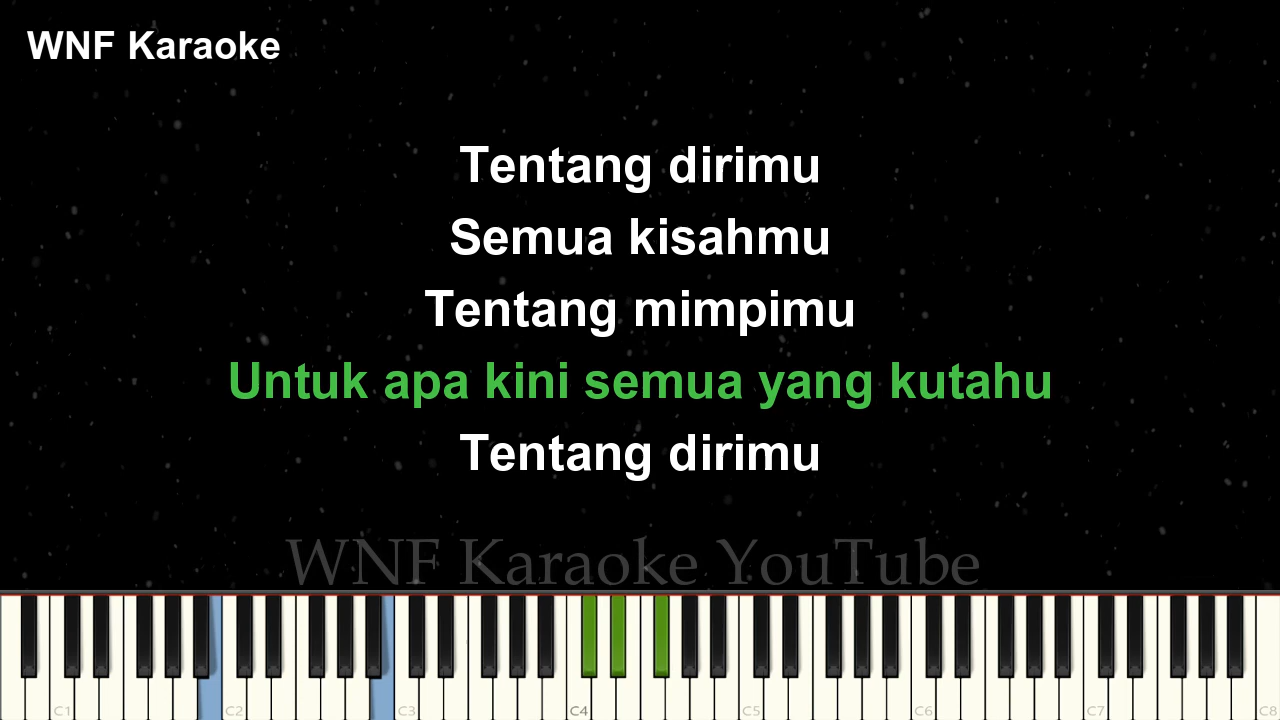 WNF Karaoke
Tentang dirimu
Semua kisahmu
Tentang mimpimu
Untuk apa kini semua yang kutahu
Tentang dirimu
WNF Karaoke YouTube
C1 C2 C3 C4 C5 C6 C7 C8